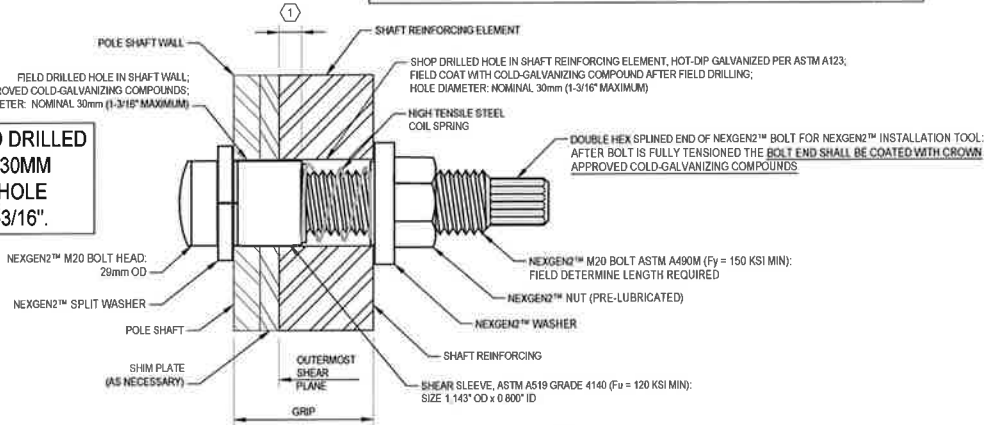 1
POLE SHAFT WALL
SHAFT REINFORCING ELEMENT
FIELD DRILLED HOLE IN SHAFT WALL;
COLD-GALVANIZING COMPOUNDS;
NOMINAL 30mm (1-3/16" MAXIMUM)
SHOP DRILLED HOLE IN SHAFT REINFORCING ELEMENT, HOT-DIP GALVANIZED PER ASTM A123;
FIELD COAT WITH COLD-GALVANIZING COMPOUND AFTER FIELD DRILLING;
HOLE DIAMETER: NOMINAL 30mm (1-3/16" MAXIMUM)
HIGH TENSILE STEEL
COIL SPRING
DRILLED
30MM
HOLE
-3/16".
DOUBLE HEX SPLINED END OF NEXGEN2™ BOLT FOR NEXGEN2™ INSTALLATION TOOL:
AFTER BOLT IS FULLY TENSIONED THE BOLT END SHALL BE COATED WITH CROWN
APPROVED COLD-GALVANIZING COMPOUNDS
NEXGEN2™ M20 BOLT HEAD:
29mm OD
NEXGEN2™ SPLIT WASHER
POLE SHAFT
SHIM PLATE
(AS NECESSARY)
NEXGEN2™ M20 BOLT ASTM A490M (Fy = 150 KSI MIN):
FIELD DETERMINE LENGTH REQUIRED
NEXGEN2™ NUT (PRE-LUBRICATED)
NEXGEN2™ WASHER
SHAFT REINFORCING
OUTERMOST
SHEAR
PLANE
SHEAR SLEEVE, ASTM A519 GRADE 4140 (Fu = 120 KSI MIN):
SIZE 1.143" OD x 0.800" ID
GRIP